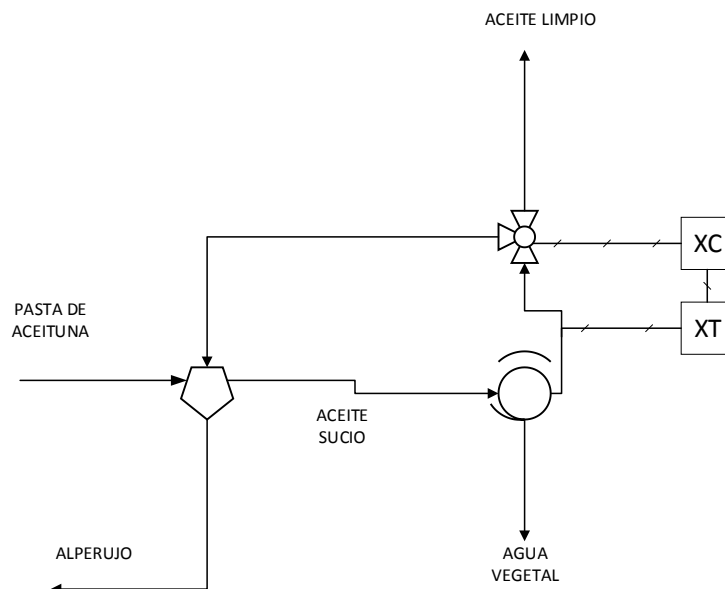 ACEITE LIMPIO
XC
PASTA DE
ACEITUNA
XT
ACEITE
SUCIO
ALPERUJO
AGUA
VEGETAL